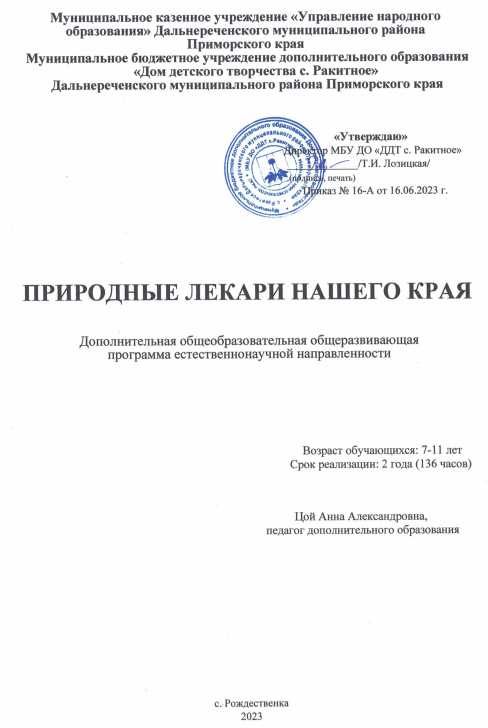 Муниципальное казенное учреждение «Управление народного
образования» Дальнереченского муниципального района
Приморского края
Муниципальное бюджетное учреждение дополнительного образования
«Дом детского творчества с. Ракитное»
Дальнереченского муниципального района Приморского края
«Утверждаю»
Директор МБУ ДО «ДДТ с. Ракитное»
/Т.И. Лозицкая/
(подпись, печать)
Приказ № 16-А от 16.06.2023 г.
ПРИРОДНЫЕ ЛЕКАРИ НАШЕГО КРАЯ
Дополнительная общеобразовательная общеразвивающая
программа естественнонаучной направленности
Возраст обучающихся: 7-11 лет
Срок реализации: 2 года (136 часов)
Цой Анна Александровна,
педагог дополнительного образования
с. Рождественка
2023